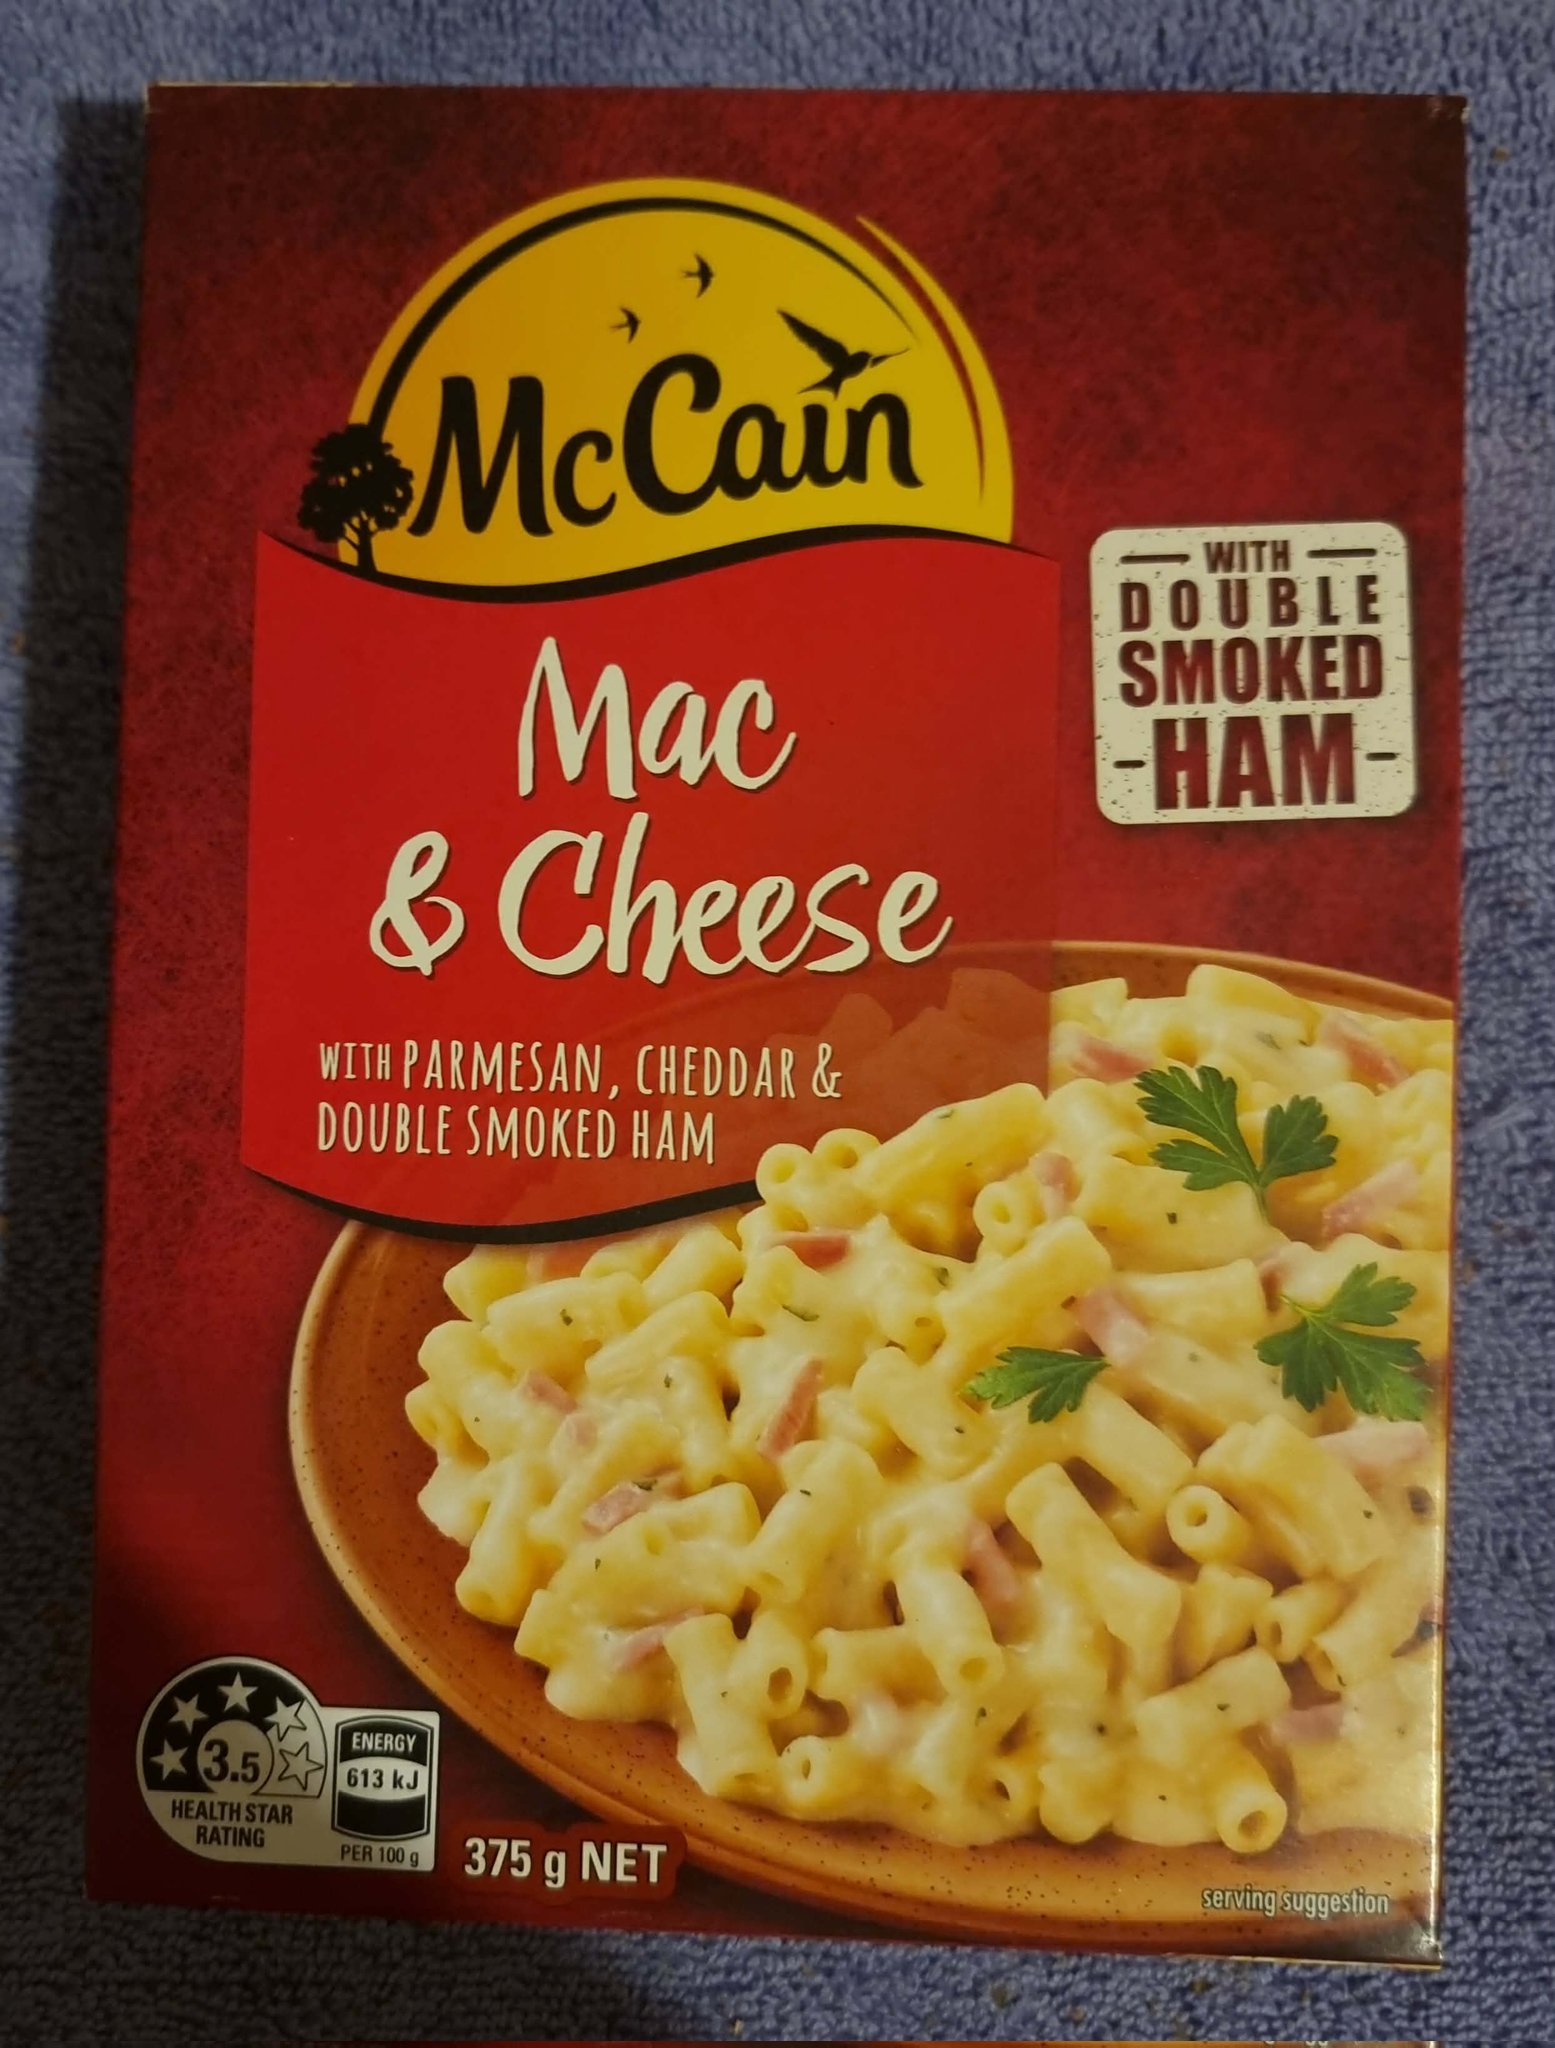 McCain
WITH
DOUBLE
SMOKED
HAM
Mac
& Cheese
WITH PARMESAN, CHEDDAR &
DOUBLE SMOKED HAM
3.5
HEALTH STAR
RATING
ENERGY
613 kJ
PER 100 g
375 g NET
serving suggestion